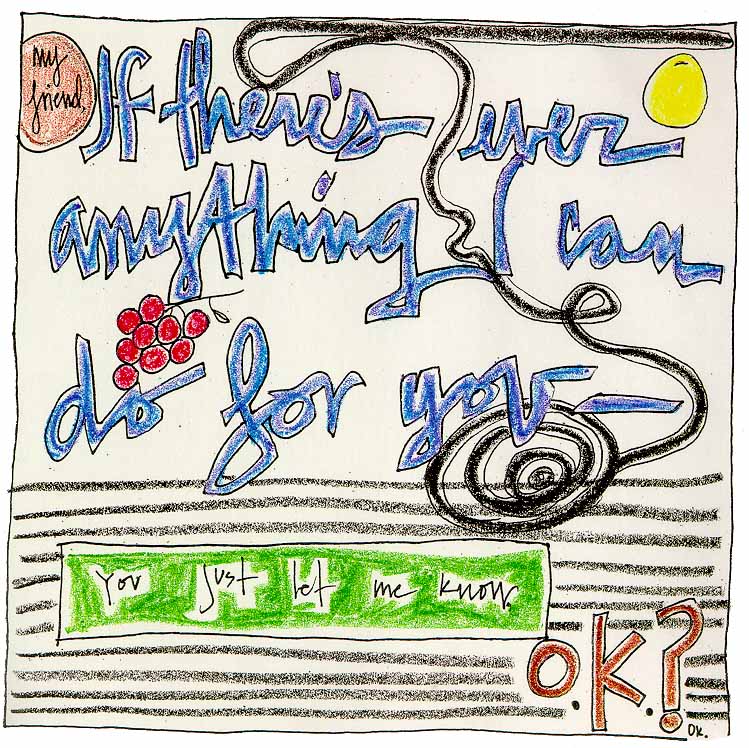 my
friend.
If there's ever
anything I can
do for you—
You just let me know.
O.K.?
OK.